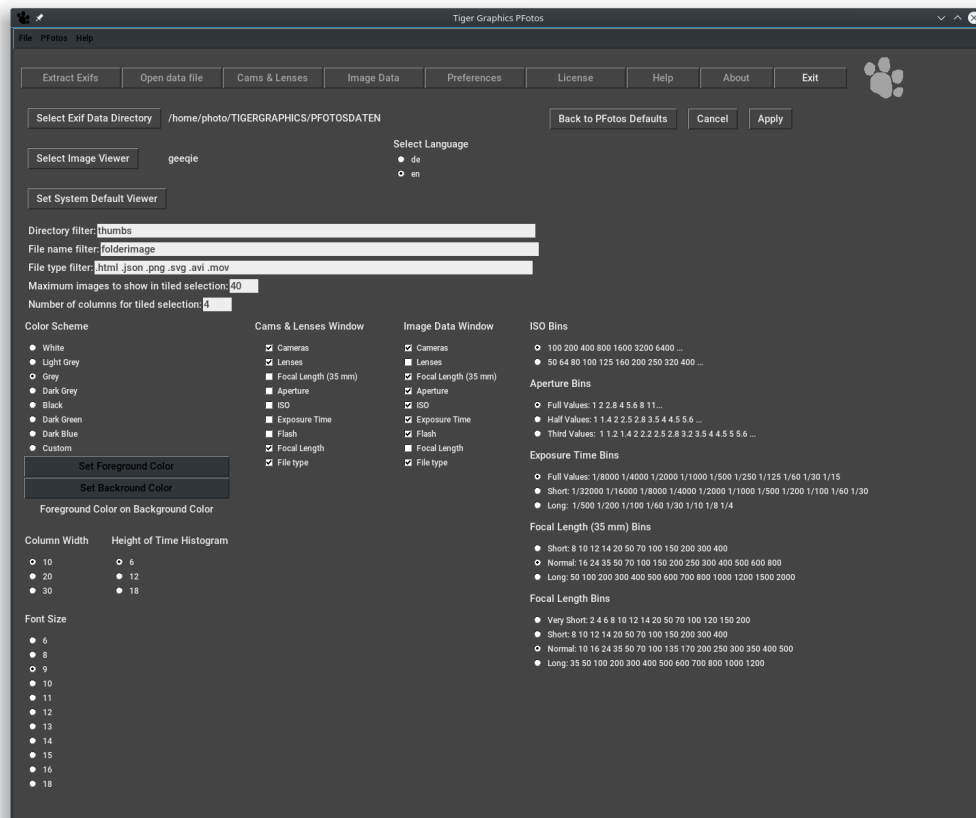 Tiger Graphics PFotos
File PFotos Help
Extract Exifs Open data file Cams & Lenses Image Data Preferences License Help About Exit
Select Exif Data Directory /home/photo/TIGERGRAPHICS/PFOTOSDATEN Back to PFotos Defaults Cancel Apply
Select Language
Select Image Viewer geeqie
de
en
Set System Default Viewer
Directory filter: thumbs
File name filter: folderimage
File type filter: .html .json .png .svg .avi .mov
Maximum images to show in tiled selection: 40
Number of columns for tiled selection: 4
Color Scheme
White
Light Grey
Grey
Dark Grey
Black
Dark Green
Dark Blue
Custom
Set Foreground Color
Set Backround Color
Foreground Color on Background Color
Column Width
10
20
30
Height of Time Histogram
6
12
18
Font Size
6
8
9
10
11
12
13
14
15
16
18
Cams & Lenses Window
Cameras
Lenses
Focal Length (35 mm)
Aperture
ISO
Exposure Time
Flash
Focal Length
File type
Image Data Window
Cameras
Lenses
Focal Length (35 mm)
Aperture
ISO
Exposure Time
Flash
Focal Length
File type
ISO Bins
100 200 400 800 1600 3200 6400 ...
50 64 80 100 125 160 200 250 320 400 ...
Aperture Bins
Full Values: 1 2 2.8 4 5.6 8 11...
Half Values: 1 1.4 2 2.5 2.8 3.5 4 4.5 5.6 ...
Third Values: 1 1.2 1.4 2 2.2 2.5 2.8 3.2 3.5 4 4.5 5 5.6 ...
Exposure Time Bins
Full Values: 1/8000 1/4000 1/2000 1/1000 1/500 1/250 1/125 1/60 1/30 1/15
Short: 1/32000 1/16000 1/8000 1/4000 1/2000 1/1000 1/500 1/200 1/100 1/60 1/30
Long: 1/500 1/200 1/100 1/60 1/30 1/10 1/8 1/4
Focal Length (35 mm) Bins
Short: 8 10 12 14 20 50 70 100 150 200 300 400
Normal: 16 24 35 50 70 100 150 200 250 300 400 500 600 800
Long: 50 100 200 300 400 500 600 700 800 1000 1200 1500 2000
Focal Length Bins
Very Short: 2 4 6 8 10 12 14 20 50 70 100 120 150 200
Short: 8 10 12 14 20 50 70 100 150 200 300 400
Normal: 10 16 24 35 50 70 100 135 170 200 250 300 350 400 500
Long: 35 50 100 200 300 400 500 600 700 800 1000 1200